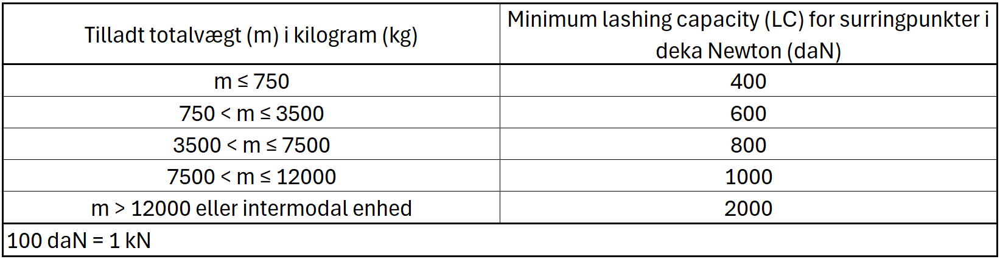 Tilladt totalvægt (m) i kilogram (kg)
Minimum lashing capacity (LC) for surringpunkter i
deka Newton (daN)
m ≤ 750
400
750 < m ≤ 3500
600
3500 < m ≤ 7500
800
7500 < m ≤ 12000
1000
m > 12000 eller intermodal enhed
2000
100 daN = 1 kN